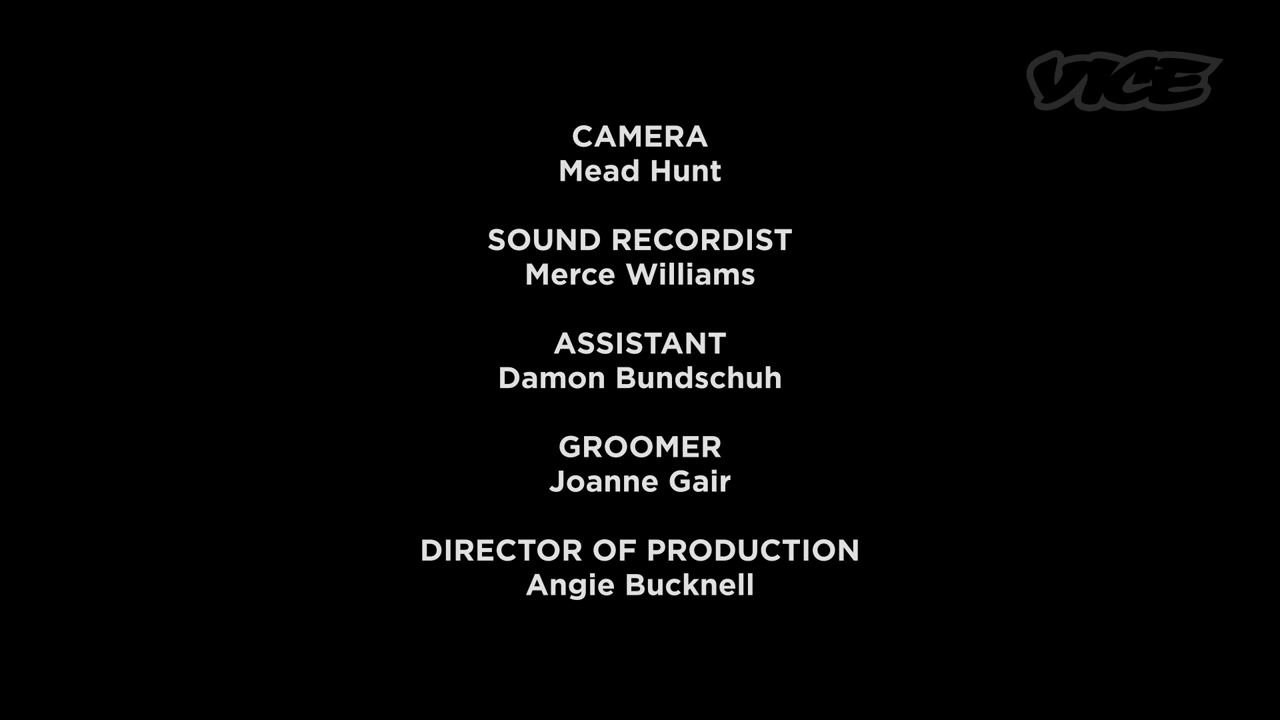 VICE
CAMERA
Mead Hunt
SOUND RECORDIST
Merce Williams
ASSISTANT
Damon Bundschuh
GROOMER
Joanne Gair
DIRECTOR OF PRODUCTION
Angie Bucknell